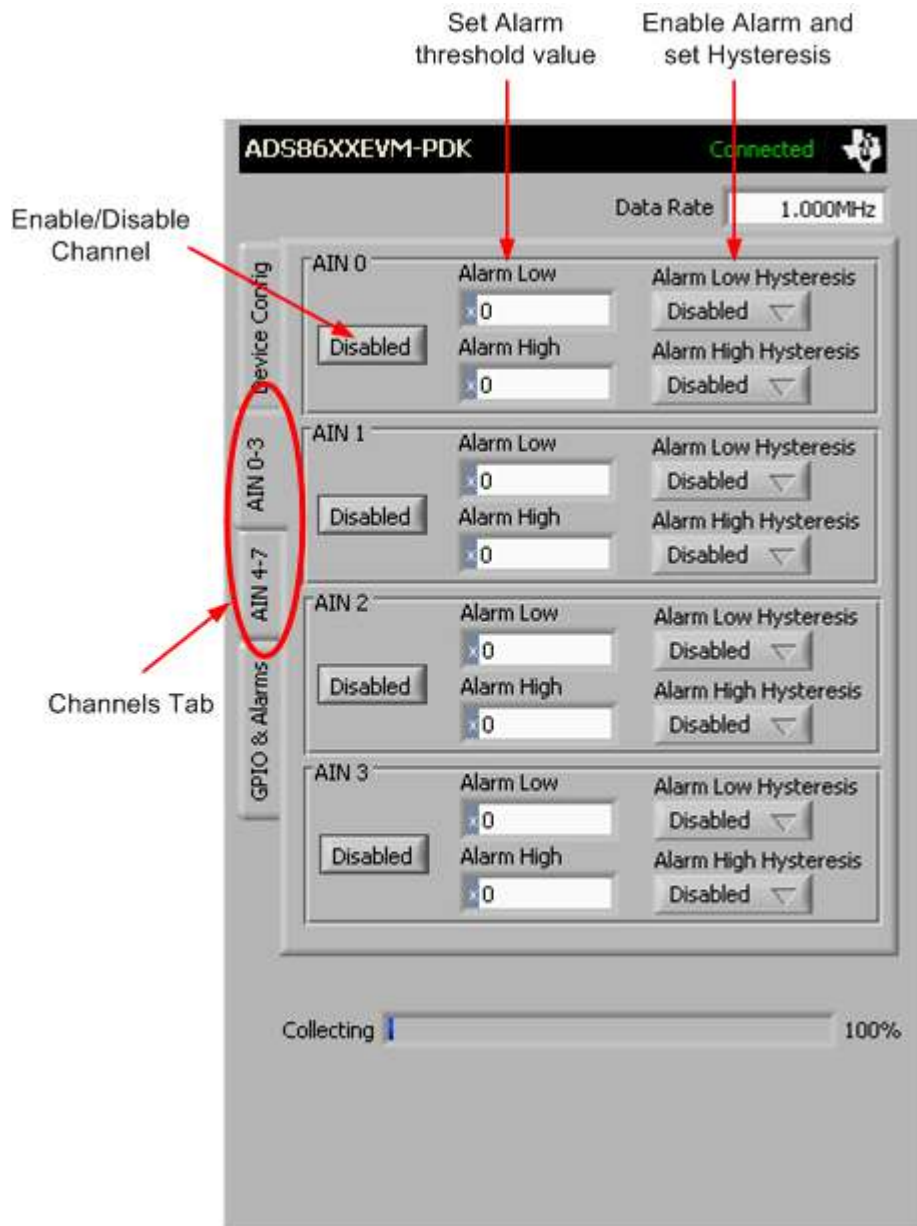 Set Alarm
threshold value
Enable Alarm and
set Hysteresis
ADS86XXEVM-PDK
Connected
Data Rate
1.000MHz
Enable/Disable
Channel
Device Config
AIN 0-3
AIN 4-7
GPIO & Alarms
Channels Tab
AIN 0
Disabled
Alarm Low
x 0
Alarm High
x 0
Alarm Low Hysteresis
Disabled
Alarm High Hysteresis
Disabled
AIN 1
Disabled
Alarm Low
x 0
Alarm High
x 0
Alarm Low Hysteresis
Disabled
Alarm High Hysteresis
Disabled
AIN 2
Disabled
Alarm Low
x 0
Alarm High
x 0
Alarm Low Hysteresis
Disabled
Alarm High Hysteresis
Disabled
AIN 3
Disabled
Alarm Low
x 0
Alarm High
x 0
Alarm Low Hysteresis
Disabled
Alarm High Hysteresis
Disabled
Collecting
100%